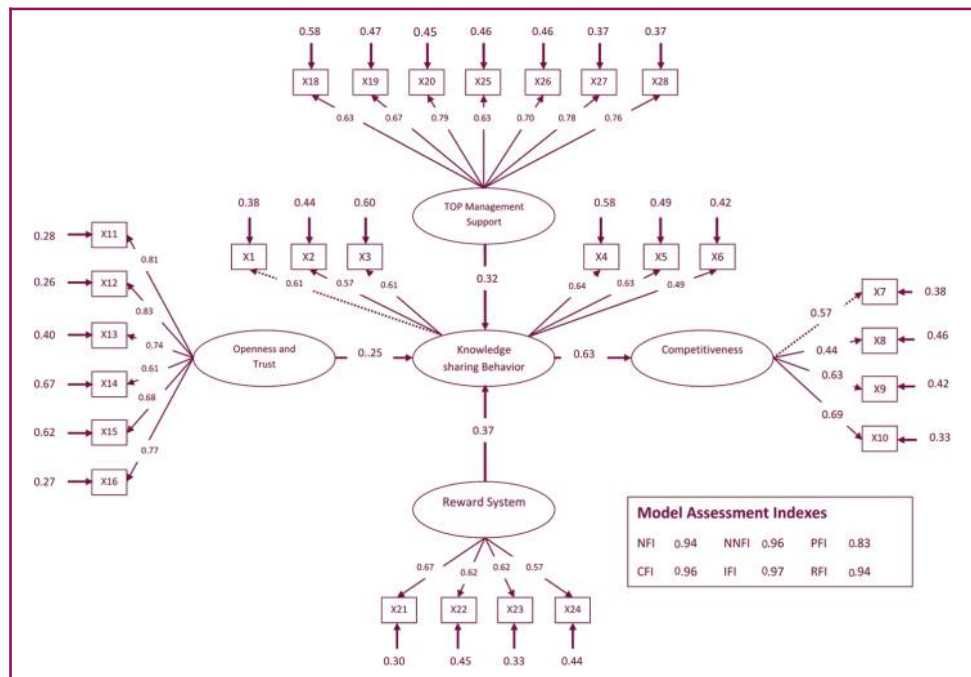 0.58 0.47 0.45 0.46 0.46 0.37 0.37
X18 X19 X20 X25 X26 X27 X28
0.63 0.67 0.79 0.63 0.70 0.78 0.76
TOP Management
Support
0.38 0.44 0.60 0.58 0.49 0.42
X1 X2 X3 X4 X5 X6
0.61 0.57 0.61 0.64 0.63 0.49
0.32
0.28 X11 0.81
0.26 X12 0.83
0.40 X13 0.74
0.67 X14 0.61
0.62 X15 0.68
0.27 X16 0.77
Openness and
Trust
0..25
Knowledge
sharing Behavior
0.63
Competitiveness
0.57 X7 0.38
0.44 X8 0.46
0.63 X9 0.42
0.69 X10 0.33
0.37
Reward System
0.67 0.62 0.62 0.57
X21 X22 X23 X24
0.30 0.45 0.33 0.44
Model Assessment Indexes
NFI 0.94 NNFI 0.96 PFI 0.83
CFI 0.96 IFI 0.97 RFI 0.94